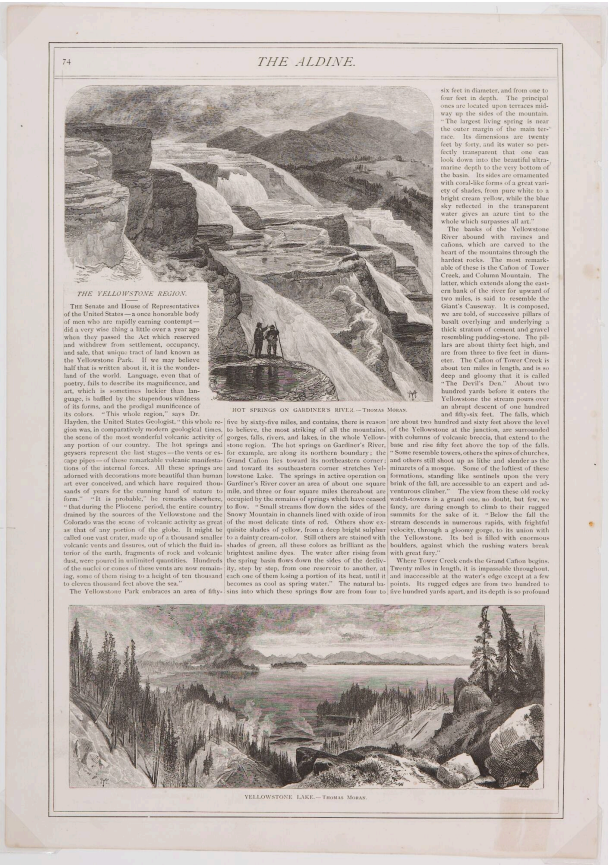 74
THE ALDINE.
THE YELLOWSTONE REGION.
THE Senate and House of Representatives
of the United States—a once honorable body
of men who are rapidly earning contempt—
did a very wise thing a little over a year ago
when they passed the Act which reserved
and withdrew from settlement, occupancy,
and sale, that unique tract of land known as
the Yellowstone Park. If we may believe
half that is written about it, it is the wonder-
land of the world. Language, even that of
poetry, fails to describe its magnificence, and
art, which is sometimes luckier than lan-
guage, is baffled by the stupendous wildness
of its forms, and the prodigal munificence of
its colors. "This whole region," says Dr.
Hayden, the United States Geologist, "this whole re-
gion was, in comparatively modern geological times,
the scene of the most wonderful volcanic activity of
any portion of our country. The hot springs and
geysers represent the last stages—the vents or es-
cape pipes—of these remarkable volcanic manifesta-
tions of the internal forces. All these springs are
adorned with decorations more beautiful than human
art ever conceived, and which have required thou-
sands of years for the cunning hand of nature to
form." "It is probable," he remarks elsewhere,
"that during the Pliocene period, the entire country
drained by the sources of the Yellowstone and the
Colorado was the scene of volcanic activity as great
as that of any portion of the globe. It might be
called one vast crater, made up of a thousand smaller
volcanic vents and fissures, out of which the fluid in-
terior of the earth, fragments of rock and volcanic
dust, were poured in unlimited quantities. Hundreds
of the nuclei or cones of these vents are now remain-
ing, some of them rising to a height of ten thousand
to eleven thousand feet above the sea."
The Yellowstone Park embraces an area of fifty-
HOT SPRINGS ON GARDINER'S RIVER.—THOMAS MORAN.
five by sixty-five miles, and contains, there is reason
to believe, the most striking of all the mountains,
gorges, falls, rivers, and lakes, in the whole Yellow-
stone region. The hot springs on Gardiner's River,
for example, are along its northern boundary; the
Grand Cañon lies toward its northeastern corner;
and toward its southeastern corner stretches Yel-
lowstone Lake. The springs in active operation on
Gardiner's River cover an area of about one square
mile, and three or four square miles thereabout are
occupied by the remains of springs which have ceased
to flow. "Small streams flow down the sides of the
Snowy Mountain in channels lined with oxide of iron
of the most delicate tints of red. Others show ex-
quisite shades of yellow, from a deep bright sulphur
to a dainty cream-color. Still others are stained with
shades of green, all these colors as brilliant as the
brightest aniline dyes. The water after rising from
the spring basin flows down the sides of the decliv-
ity, step by step, from one reservoir to another, at
each one of them losing a portion of its heat, until it
becomes as cool as spring water." The natural ba-
sins into which these springs flow are from four to
six feet in diameter, and from one to
four feet in depth. The principal
ones are located upon terraces mid-
way up the sides of the mountain.
"The largest living spring is near
the outer margin of the main ter-
race. Its dimensions are twenty
feet by forty, and its water so per-
fectly transparent that one can
look down into the beautiful ultra-
marine depth to the very bottom of
the basin. Its sides are ornamented
with coral-like forms of a great vari-
ety of shades, from pure white to a
bright cream yellow, while the blue
sky reflected in the transparent
water gives an azure tint to the
whole which surpasses all art."
The banks of the Yellowstone
River abound with ravines and
cañons, which are carved to the
heart of the mountains through the
hardest rocks. The most remark-
able of these is the Cañon of Tower
Creek, and Column Mountain. The
latter, which extends along the east-
ern bank of the river for upward of
two miles, is said to resemble the
Giant's Causeway. It is composed,
we are told, of successive pillars of
basalt overlying and underlying a
thick stratum of cement and gravel
resembling pudding-stone. The pil-
lars are about thirty feet high, and
are from three to five feet in diam-
eter. The Cañon of Tower Creek is
about ten miles in length, and is so
deep and gloomy that it is called
"The Devil's Den." About two
hundred yards before it enters the
Yellowstone the stream pours over
an abrupt descent of one hundred
and fifty-six feet. The falls, which
are about two hundred and sixty feet above the level
of the Yellowstone at the junction, are surrounded
with columns of volcanic breccia, that extend to the
base and rise fifty feet above the top of the falls.
"Some resemble towers, others the spires of churches,
and others still shoot up as lithe and slender as the
minarets of a mosque. Some of the loftiest of these
formations, standing like sentinels upon the very
brink of the fall, are accessible to an expert and ad-
venturous climber." The view from these old rocky
watch-towers is a grand one, no doubt, but few, we
fancy, are daring enough to climb to their rugged
summits for the sake of it. "Below the fall the
stream descends in numerous rapids, with frightful
velocity, through a gloomy gorge, to its union with
the Yellowstone. Its bed is filled with enormous
boulders, against which the rushing waters break
with great fury."
Where Tower Creek ends the Grand Cañon begins.
Twenty miles in length, it is impassable throughout,
and inaccessible at the water's edge except at a few
points. Its rugged edges are from two hundred to
five hundred yards apart, and its depth is so profound
YELLOWSTONE LAKE.—THOMAS MORAN.